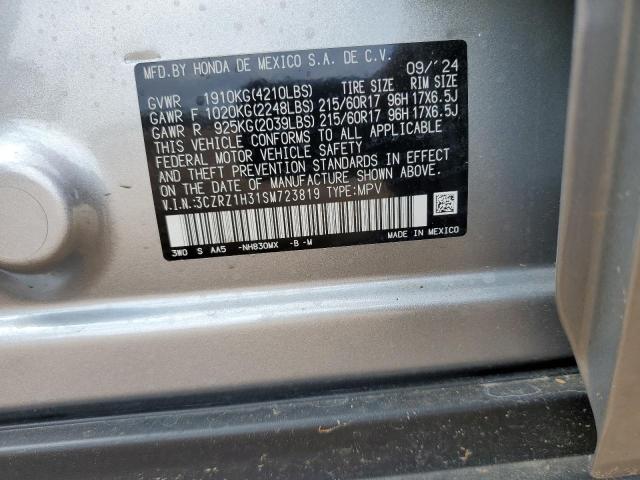 MFD.BY HONDA DE MEXICO S.A. DE C.V. 09/'24
GVWR 1910KG(4210LBS) TIRE SIZE RIM SIZE
GAWR F 1020KG(2248LBS) 215/60R17 96H 17X6.5J
GAWR R 925KG(2039LBS) 215/60R17 96H 17X6.5J
THIS VEHICLE CONFORMS TO ALL APPLICABLE
FEDERAL MOTOR VEHICLE SAFETY
AND THEFT PREVENTION STANDARDS IN EFFECT
ON THE DATE OF MANUFACTURE SHOWN ABOVE.
V.I.N.:3CZRZ1H31SM723819 TYPE:MPV
3W0 S AA5 -NH830MX -B -M MADE IN MEXICO